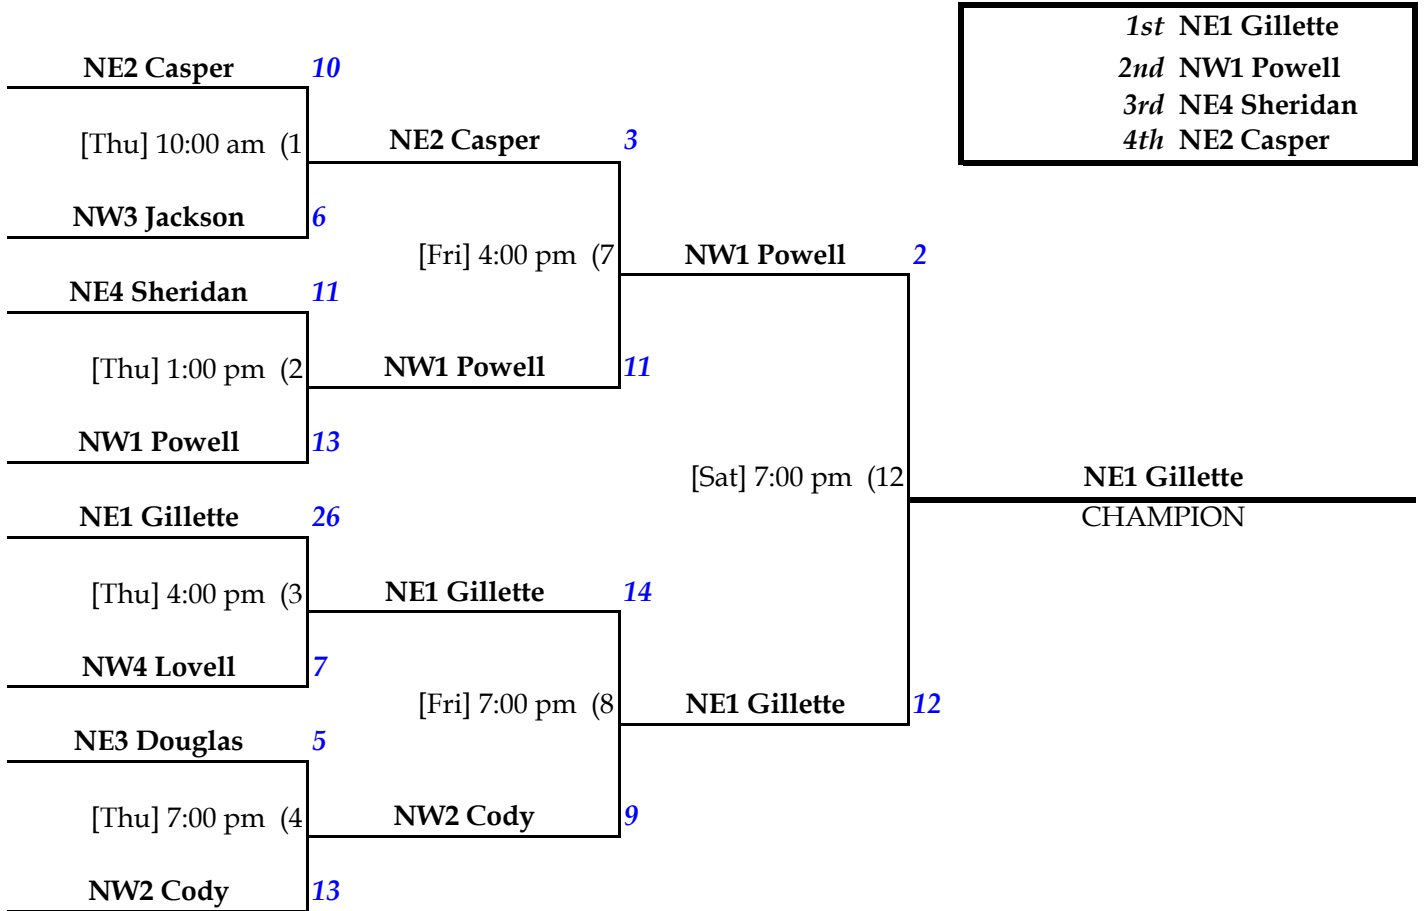 1st NE1 Gillette
NE2 Casper 10
2nd NW1 Powell
3rd NE4 Sheridan
[Thu] 10:00 am (1
NE2 Casper 3
4th NE2 Casper
NW3 Jackson 6
[Fri] 4:00 pm (7
NW1 Powell 2
NE4 Sheridan 11
[Thu] 1:00 pm (2
NW1 Powell 11
NW1 Powell 13
[Sat] 7:00 pm (12
NE1 Gillette
CHAMPION
NE1 Gillette 26
[Thu] 4:00 pm (3
NE1 Gillette 14
NW4 Lovell 7
[Fri] 7:00 pm (8
NE1 Gillette 12
NE3 Douglas 5
[Thu] 7:00 pm (4
NW2 Cody 9
NW2 Cody 13